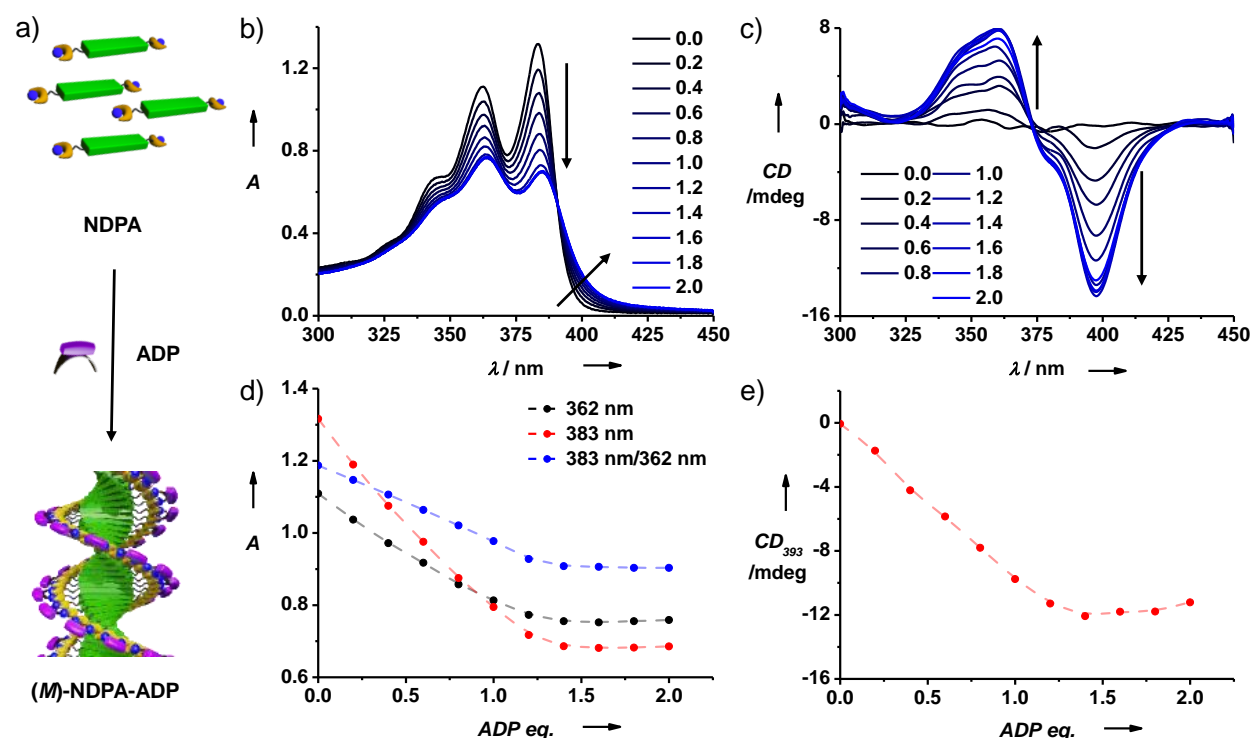 a)
NDPA
ADP
(M)-NDPA-ADP
b)
1.2
0.8
0.4
0.0
A
300 325 350 375 400 425 450
λ / nm
0.0
0.2
0.4
0.6
0.8
1.0
1.2
1.4
1.6
1.8
2.0
c)
8
0
-8
-16
CD
/mdeg
300 325 350 375 400 425 450
λ / nm
0.0 1.0
0.2 1.2
0.4 1.4
0.6 1.6
0.8 1.8
2.0
d)
1.4
1.2
1.0
0.8
0.6
A
0.0 0.5 1.0 1.5 2.0
ADP eq.
362 nm
383 nm
383 nm/362 nm
e)
0
-4
-8
-12
-16
CD393
/mdeg
0.0 0.5 1.0 1.5 2.0
ADP eq.